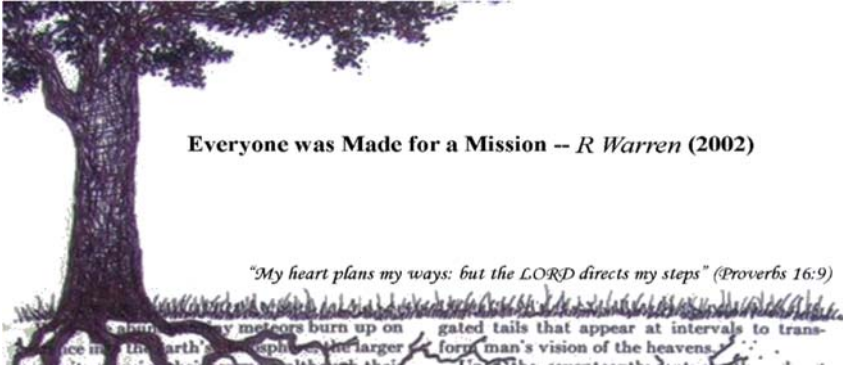 Everyone was Made for a Mission -- R Warren (2002)
“My heart plans my ways: but the LORD directs my steps” (Proverbs 16:9)
meteors burn up on
the larger
gated tails that appear at intervals to trans-
form man's vision of the heavens.